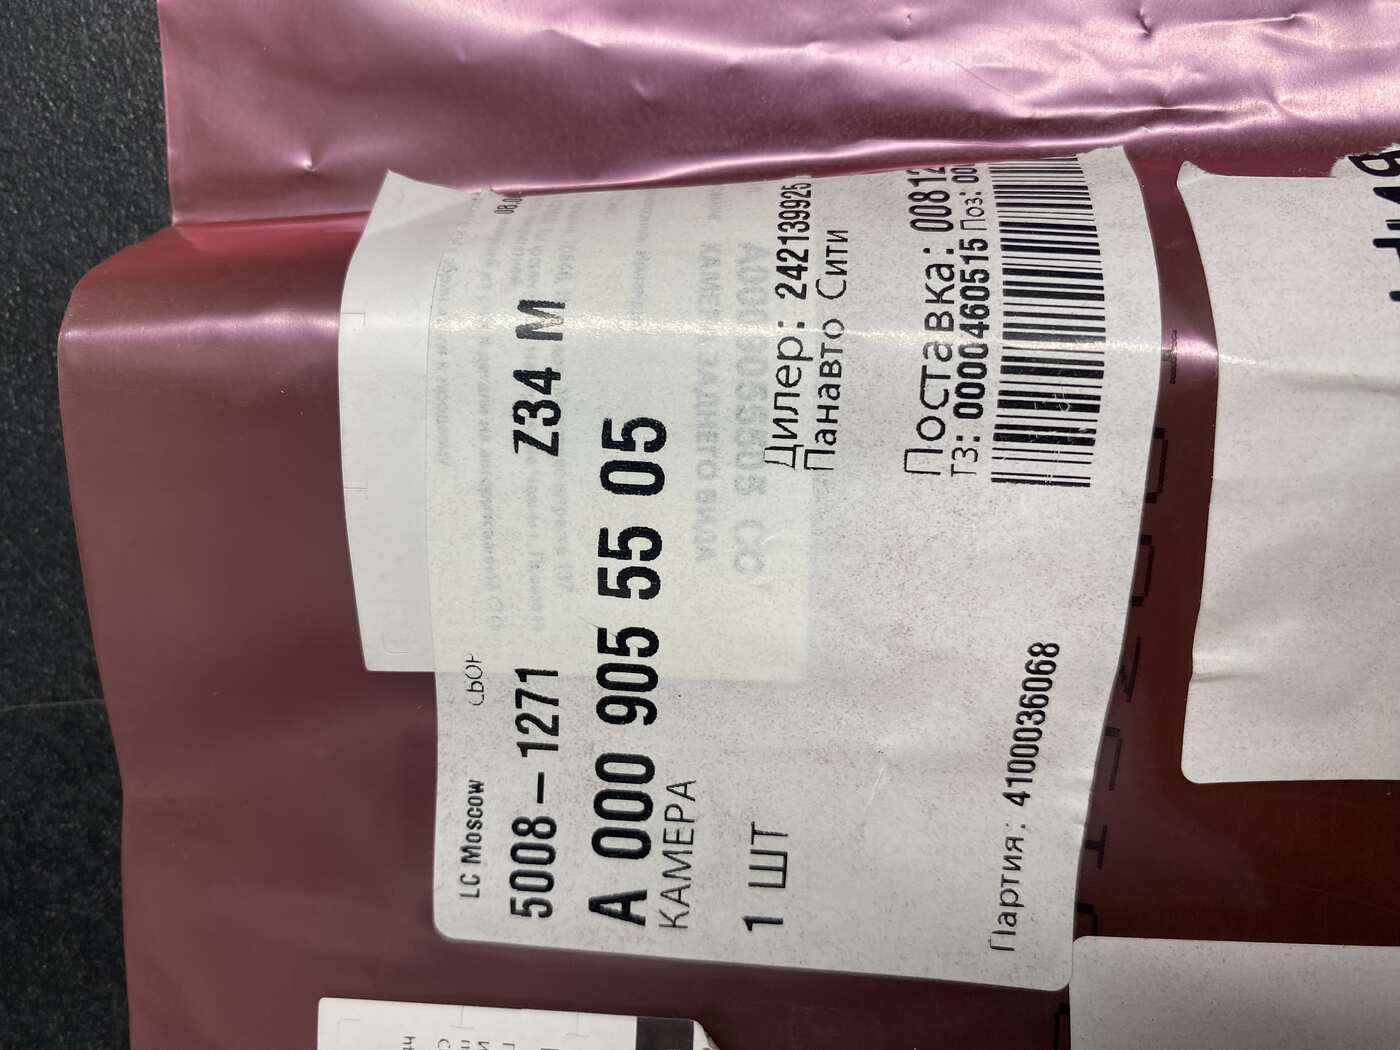 LC Moscow
5008-1271 Z34 M
A 000 905 55 05
КАМЕРА
1 ШТ
Дилер: 242139925
Панавто Сити
Поставка: 00812
ТЗ: 0000460515 Поз: 00
Партия: 4100036068